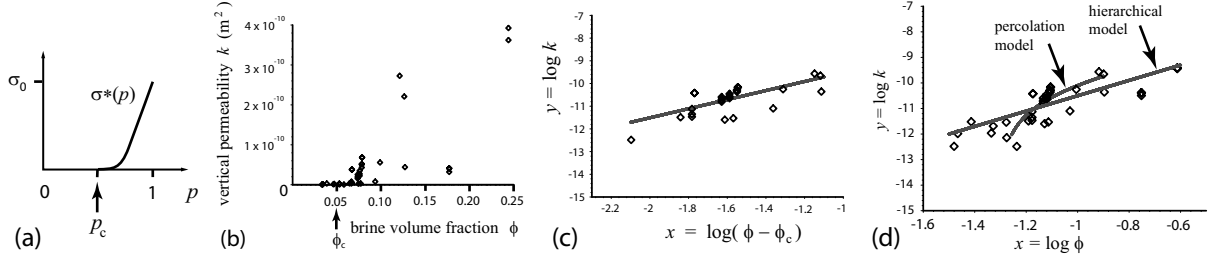 σ0
σ*(p)
0
1
p
pc
(a)
vertical permeability k (m2)
4 x 10-10
3 x 10-10
2 x 10-10
1 x 10-10
0
0.05
0.10
0.15
0.20
0.25
ϕc
brine volume fraction ϕ
(b)
y = log k
-7
-8
-9
-10
-11
-12
-13
-14
-15
-2.2
-2
-1.8
-1.6
-1.4
-1.2
-1
x = log(ϕ − ϕc)
(c)
hierarchical
model
percolation
model
y = log k
-7
-8
-9
-10
-11
-12
-13
-14
-15
-1.6
-1.4
-1.2
-1
-0.8
-0.6
x = log ϕ
(d)